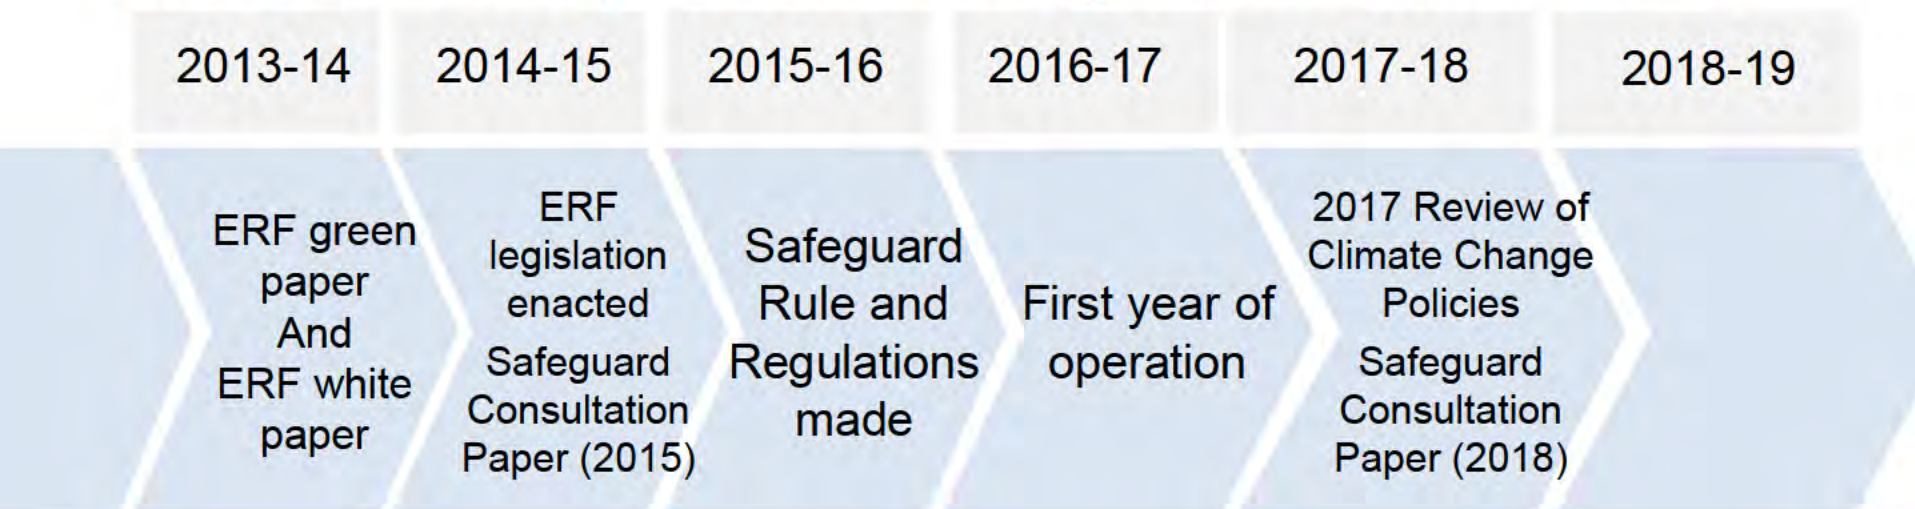 2013-14
2014-15
2015-16
2016-17
2017-18
2018-19
ERF green
paper
And
ERF white
paper
ERF
legislation
enacted
Safeguard
Consultation
Paper (2015)
Safeguard
Rule and
Regulations
made
First year of
operation
2017 Review of
Climate Change
Policies
Safeguard
Consultation
Paper (2018)